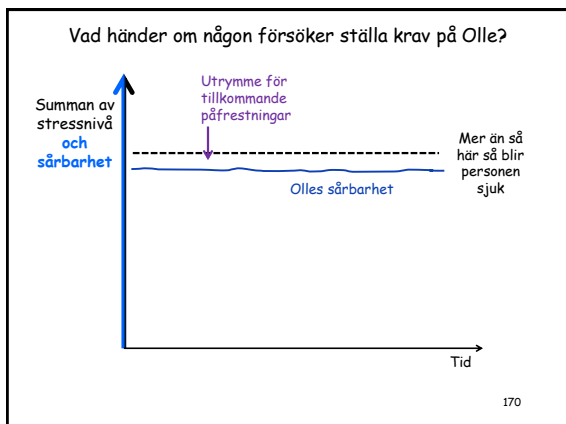 Vad händer om någon försöker ställa krav på Olle?
Utrymme för
tillkommande
påfrestningar
Summan av
stressnivå
och
sårbarhet
Mer än så
här så blir
personen
sjuk
Olles sårbarhet
Tid
170